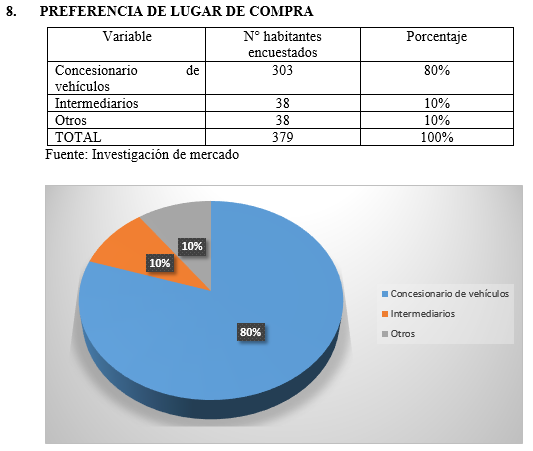 8. PREFERENCIA DE LUGAR DE COMPRA
Variable N° habitantes encuestados Porcentaje
Concesionario de vehículos 303 80%
Intermediarios 38 10%
Otros 38 10%
TOTAL 379 100%
Fuente: Investigación de mercado
10%
10%
80%
Concesionario de vehículos
Intermediarios
Otros